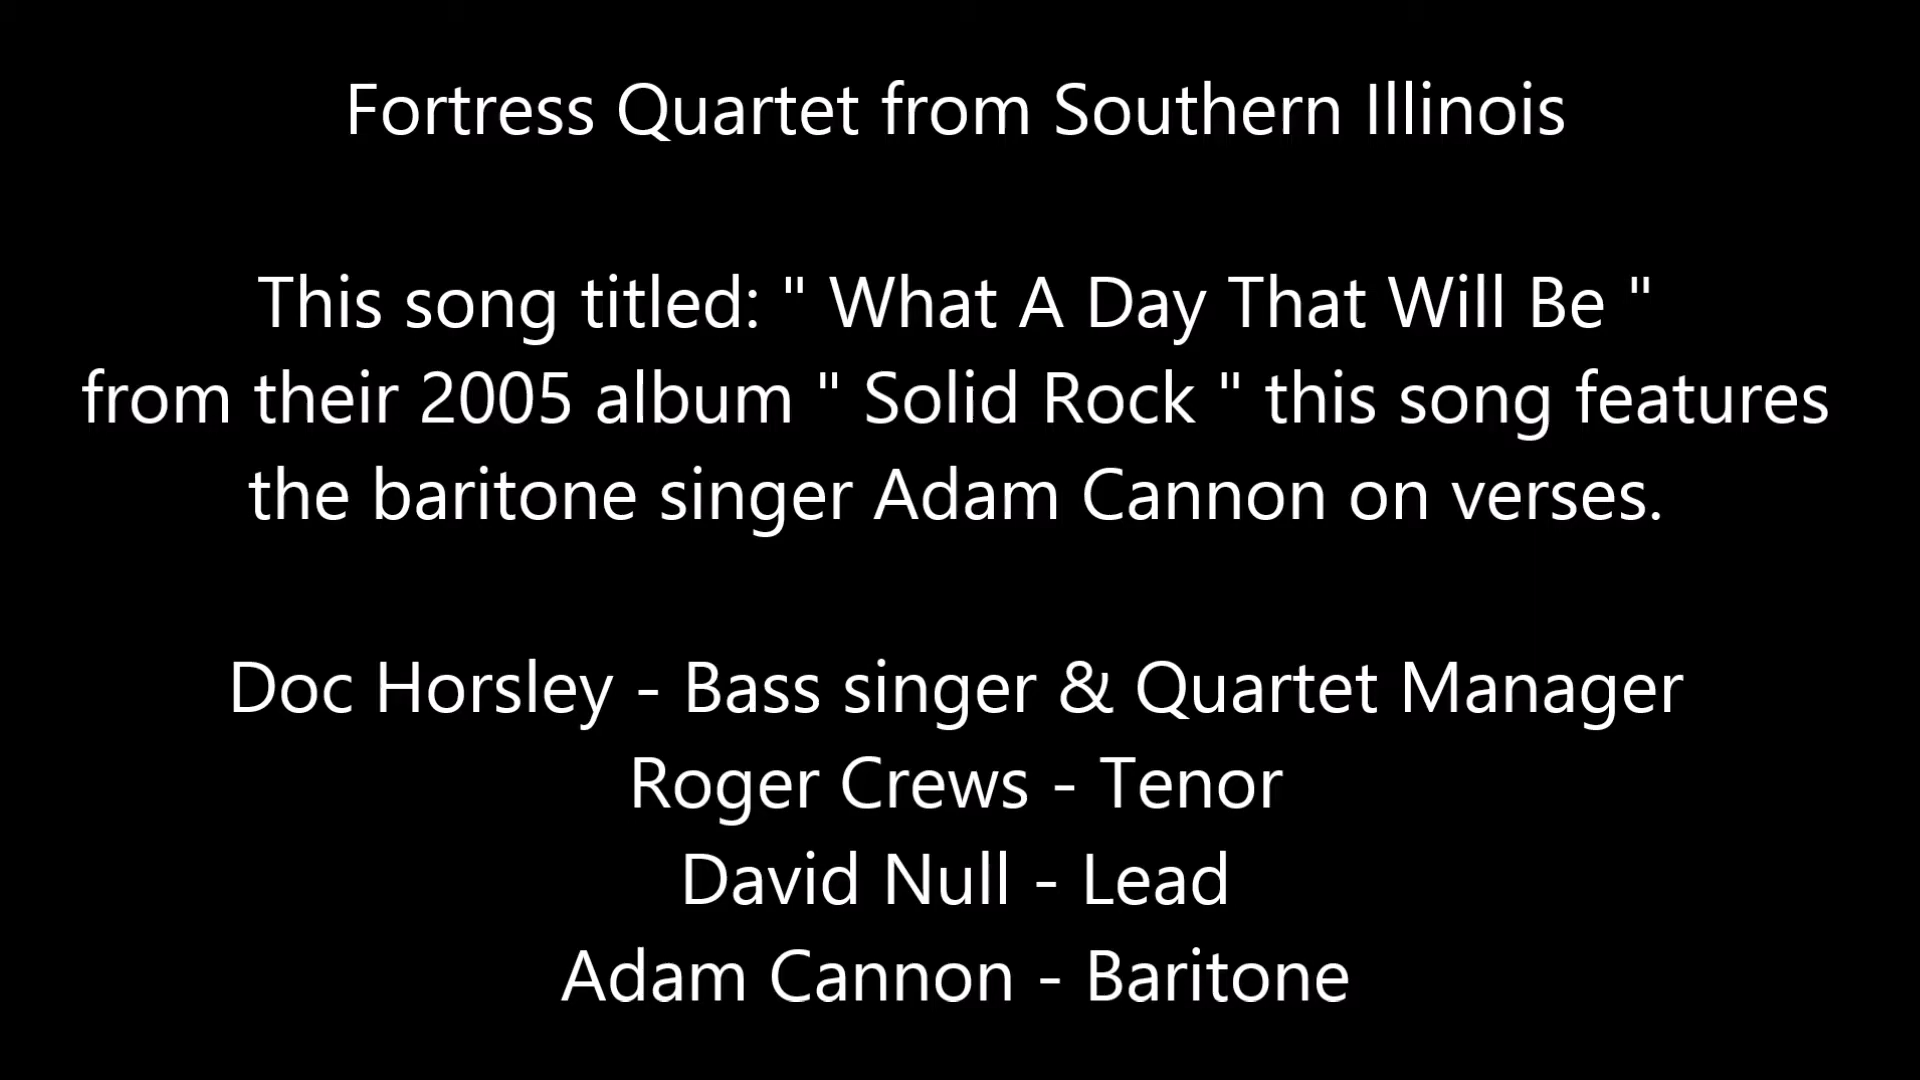 Fortress Quartet from Southern Illinois
This song titled: " What A Day That Will Be "
from their 2005 album " Solid Rock " this song features
the baritone singer Adam Cannon on verses.
Doc Horsley - Bass singer & Quartet Manager
Roger Crews - Tenor
David Null - Lead
Adam Cannon - Baritone